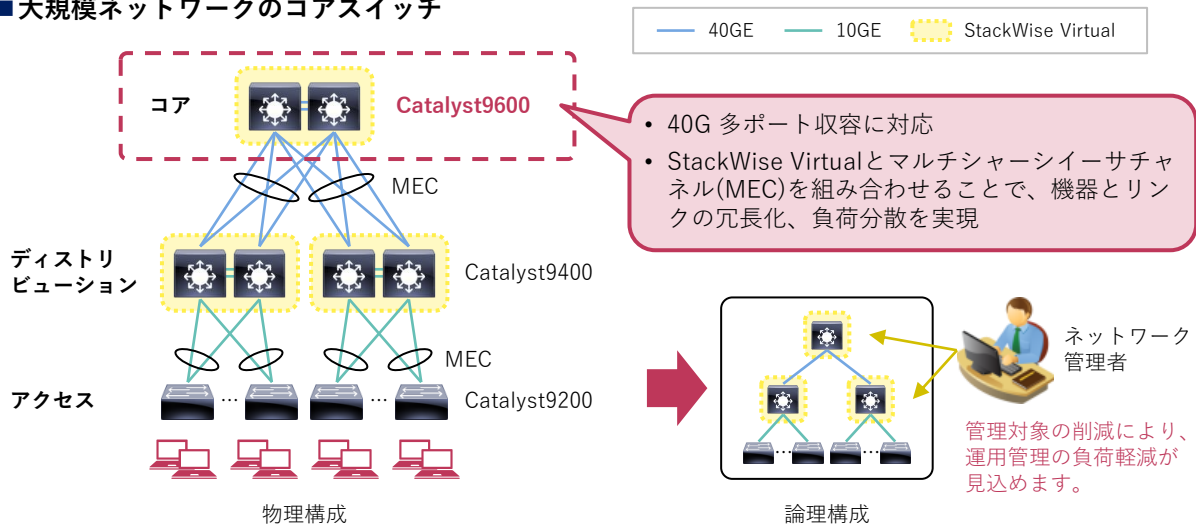 ■大規模ネットワークのコアスイッチ
40GE
10GE
StackWise Virtual
コア
Catalyst9600
• 40G 多ポート収容に対応
• StackWise Virtualとマルチシャーシイーサチャ
ネル(MEC)を組み合わせることで、機器とリン
クの冗長化、負荷分散を実現
MEC
ディストリ
ビューション
Catalyst9400
MEC
アクセス
…
…
Catalyst9200
…
…
ネットワーク
管理者
管理対象の削減により、
運用管理の負荷軽減が
見込めます。
物理構成
論理構成